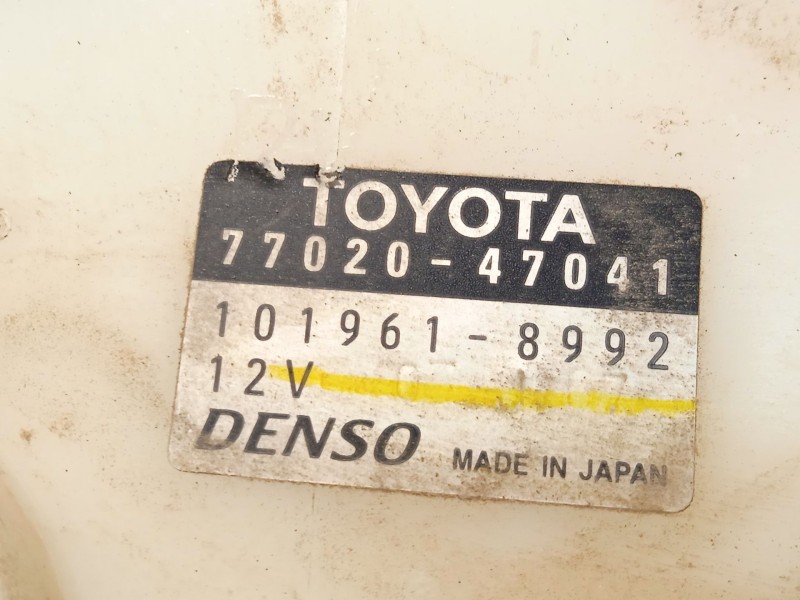 TOYOTA
77020-47041
101961-8992
12V
DENSO MADE IN JAPAN